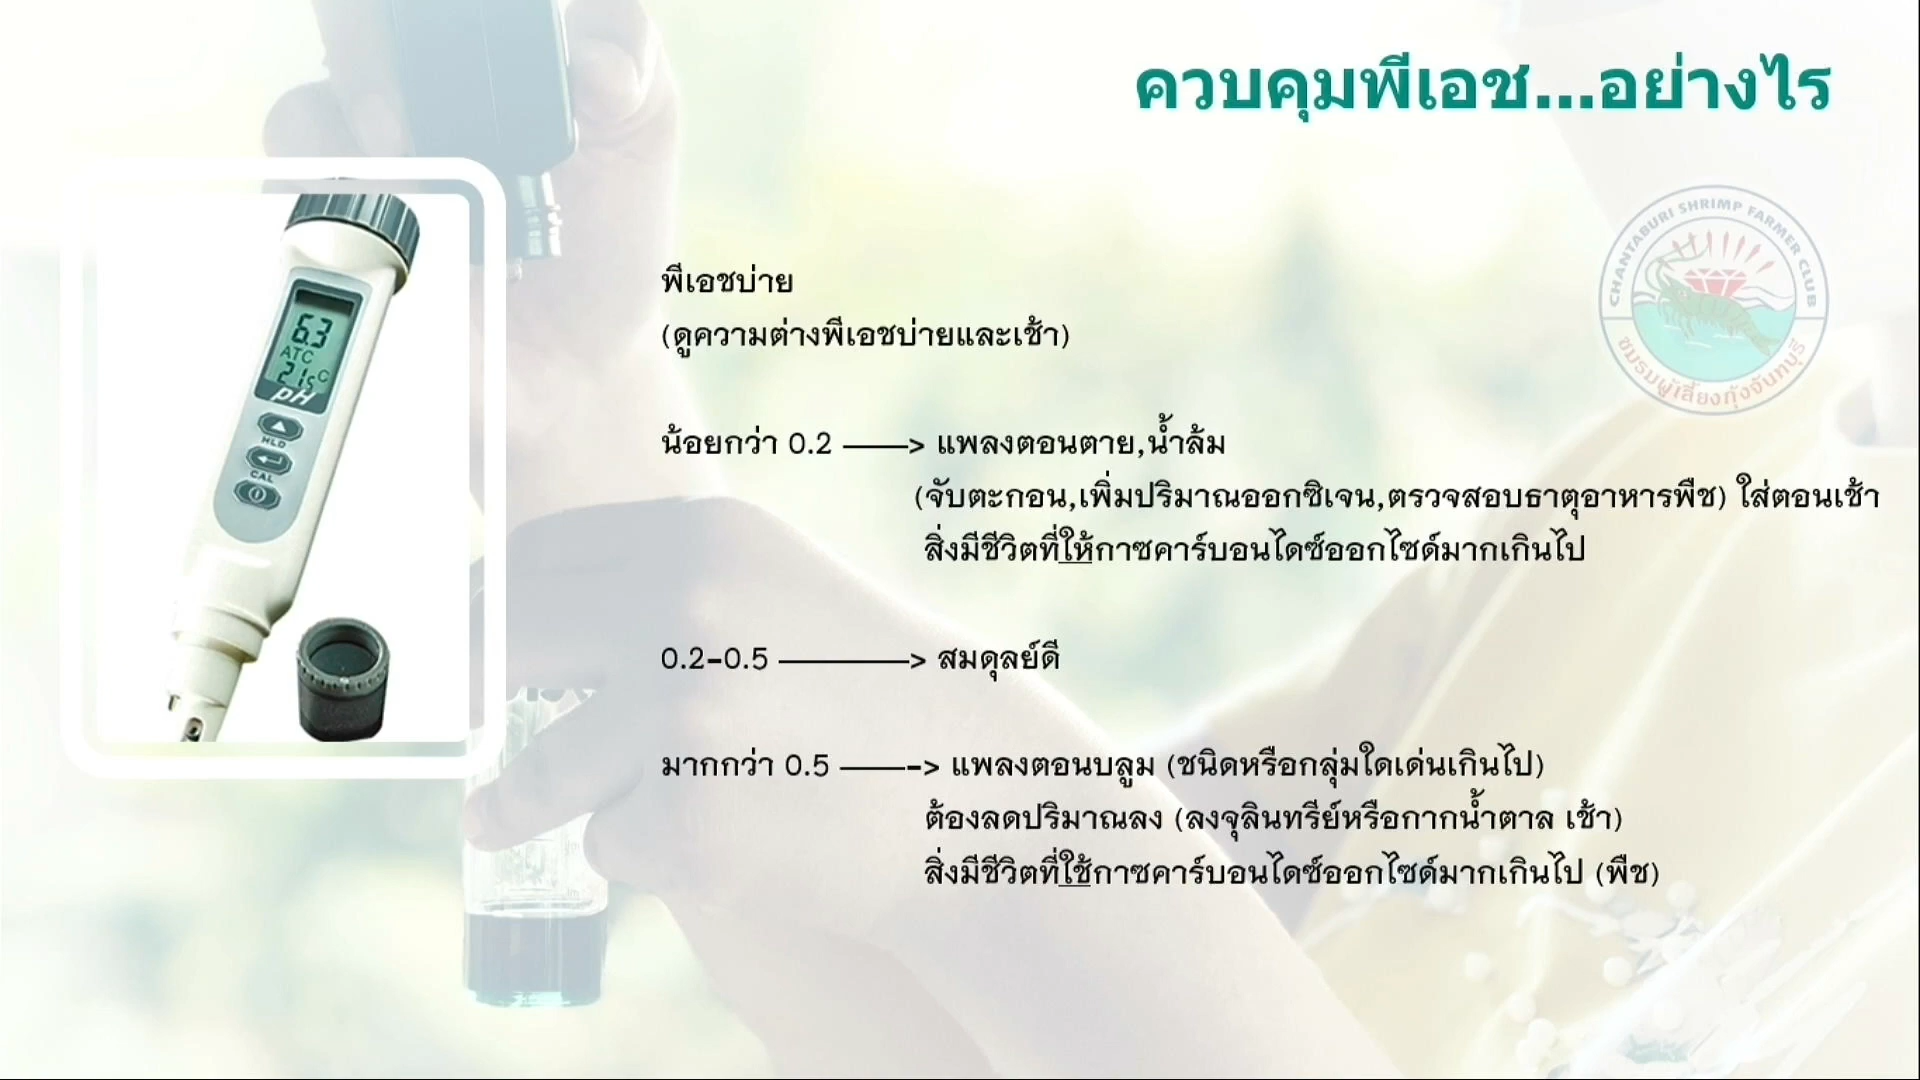 ควบคุมพีเอช...อย่างไร
CHANTABURI SHRIMP FARMER CLUB
ชมรมผู้เลี้ยงกุ้งจันทบุรี
6.3
ATC
21.5°C
pH
HLD
CAL
พีเอชบ่าย
(ดูความต่างพีเอชบ่ายและเช้า)
น้อยกว่า 0.2 ——> แพลงตอนตาย,น้ำล้ม
(จับตะกอน,เพิ่มปริมาณออกซิเจน,ตรวจสอบธาตุอาหารพืช) ใส่ตอนเช้า
สิ่งมีชีวิตที่ให้กาซคาร์บอนไดซ์ออกไซด์มากเกินไป
0.2-0.5 ————> สมดุลย์ดี
มากกว่า 0.5 ——-> แพลงตอนบลูม (ชนิดหรือกลุ่มใดเด่นเกินไป)
ต้องลดปริมาณลง (ลงจุลินทรีย์หรือกากน้ำตาล เช้า)
สิ่งมีชีวิตที่ใช้กาซคาร์บอนไดซ์ออกไซด์มากเกินไป (พืช)